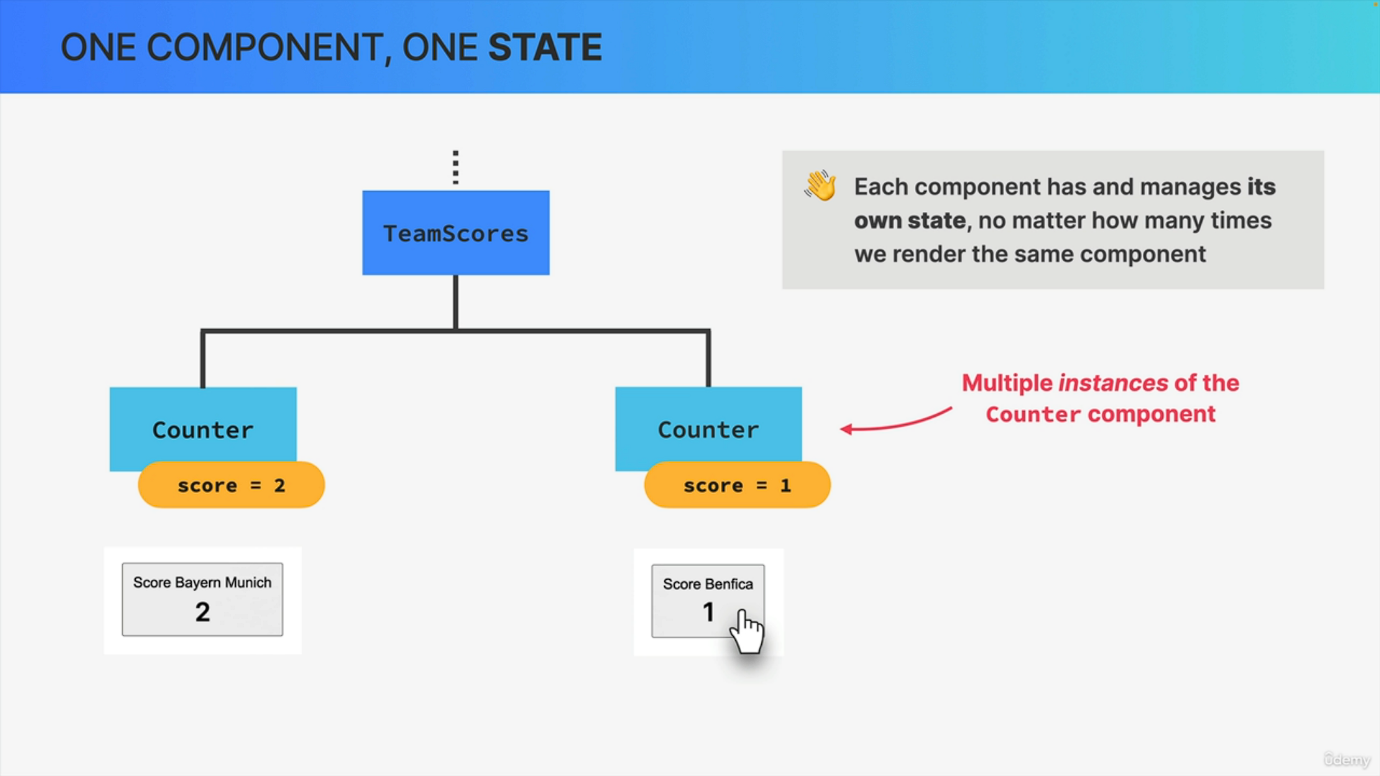 ONE COMPONENT, ONE STATE
TeamScores
👋 Each component has and manages its
own state, no matter how many times
we render the same component
Multiple instances of the
Counter component
Counter
score = 2
Counter
score = 1
Score Bayern Munich
2
Score Benfica
1
ûdemy